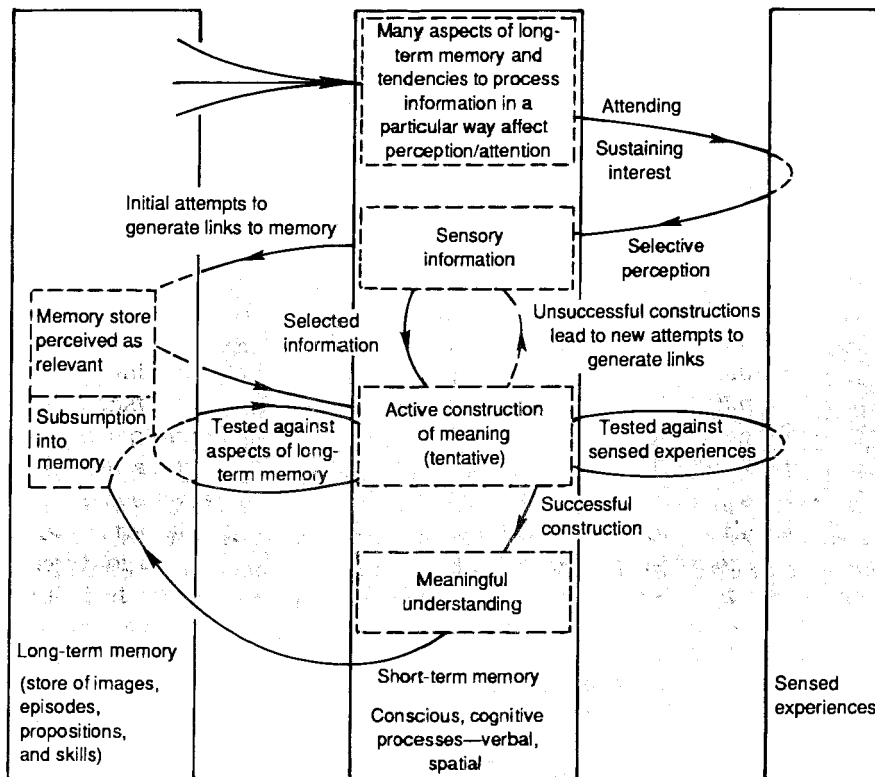 Many aspects of long-
term memory and
tendencies to process
information in a
particular way affect
perception/attention
Attending
Sustaining
interest
Selective
perception
Initial attempts to
generate links to memory
Sensory
information
Memory store
perceived as
relevant
Selected
information
Unsuccessful constructions
lead to new attempts to
generate links
Subsumption
into
memory
Tested against
aspects of long-
term memory
Active construction
of meaning
(tentative)
Tested against
sensed experiences
Successful
construction
Meaningful
understanding
Long-term memory
(store of images,
episodes,
propositions,
and skills)
Short-term memory
Conscious, cognitive
processes—verbal,
spatial
Sensed
experiences